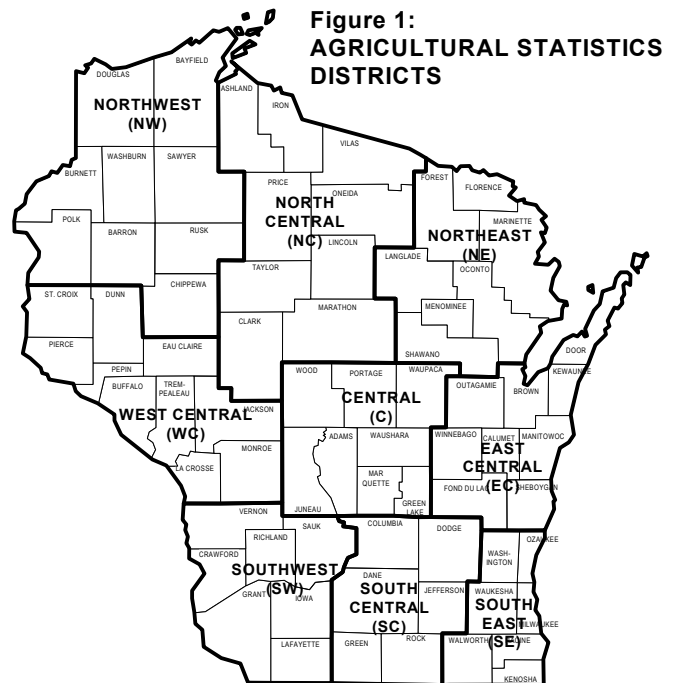 Figure 1:
AGRICULTURAL STATISTICS
DISTRICTS
BAYFIELD
DOUGLAS
ASHLAND
NORTHWEST
(NW)
IRON
VILAS
WASHBURN
SAWYER
BURNETT
PRICE
ONEIDA
FOREST
FLORENCE
NORTH
CENTRAL
(NC)
POLK
BARRON
RUSK
MARINETTE
NORTHEAST
(NE)
LINCOLN
LANGLADE
TAYLOR
OCONTO
CHIPPEWA
ST. CROIX
DUNN
MARATHON
MENOMINEE
CLARK
PIERCE
EAU CLAIRE
SHAWANO
DOOR
PEPIN
WOOD
PORTAGE
WAUPACA
KEWAUNEE
BUFFALO
TREM-
PEALEAU
OUTAGAMIE
BROWN
CENTRAL
(C)
JACKSON
WEST CENTRAL
(WC)
ADAMS
WAUSHARA
WINNEBAGO
CALUMET
MANITOWOC
MONROE
EAST
CENTRAL
(EC)
LA CROSSE
MAR
QUETTE
FOND DU LAC
SHEBOYGAN
GREEN
LAKE
VERNON
JUNEAU
SAUK
COLUMBIA
DODGE
RICHLAND
OZAUKEE
CRAWFORD
WASH-
INGTON
SOUTHWEST
(SW)
DANE
JEFFERSON
WAUKESHA
GRANT
IOWA
SOUTH
CENTRAL
(SC)
SOUTH
EAST
(SE)
MILWAUKEE
LAFAYETTE
GREEN
ROCK
WALWORTH
RACINE
KENOSHA